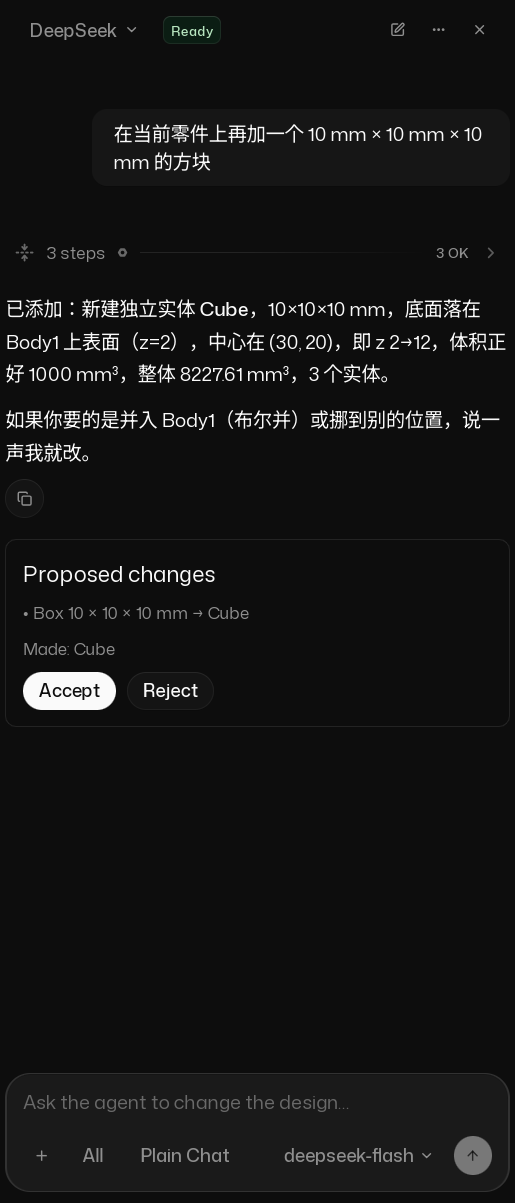 DeepSeek
Ready
在当前零件上再加一个 10 mm × 10 mm × 10
mm 的方块
3 steps
3 OK
已添加：新建独立实体 Cube，10×10×10 mm，底面落在
Body1 上表面（z=2），中心在 (30, 20)，即 z 2→12，体积正
好 1000 mm³，整体 8227.61 mm³，3 个实体。
如果你要的是并入 Body1（布尔并）或挪到别的位置，说一
声我就改。
Proposed changes
• Box 10 × 10 × 10 mm → Cube
Made: Cube
Accept
Reject
Ask the agent to change the design...
All
Plain Chat
deepseek-flash